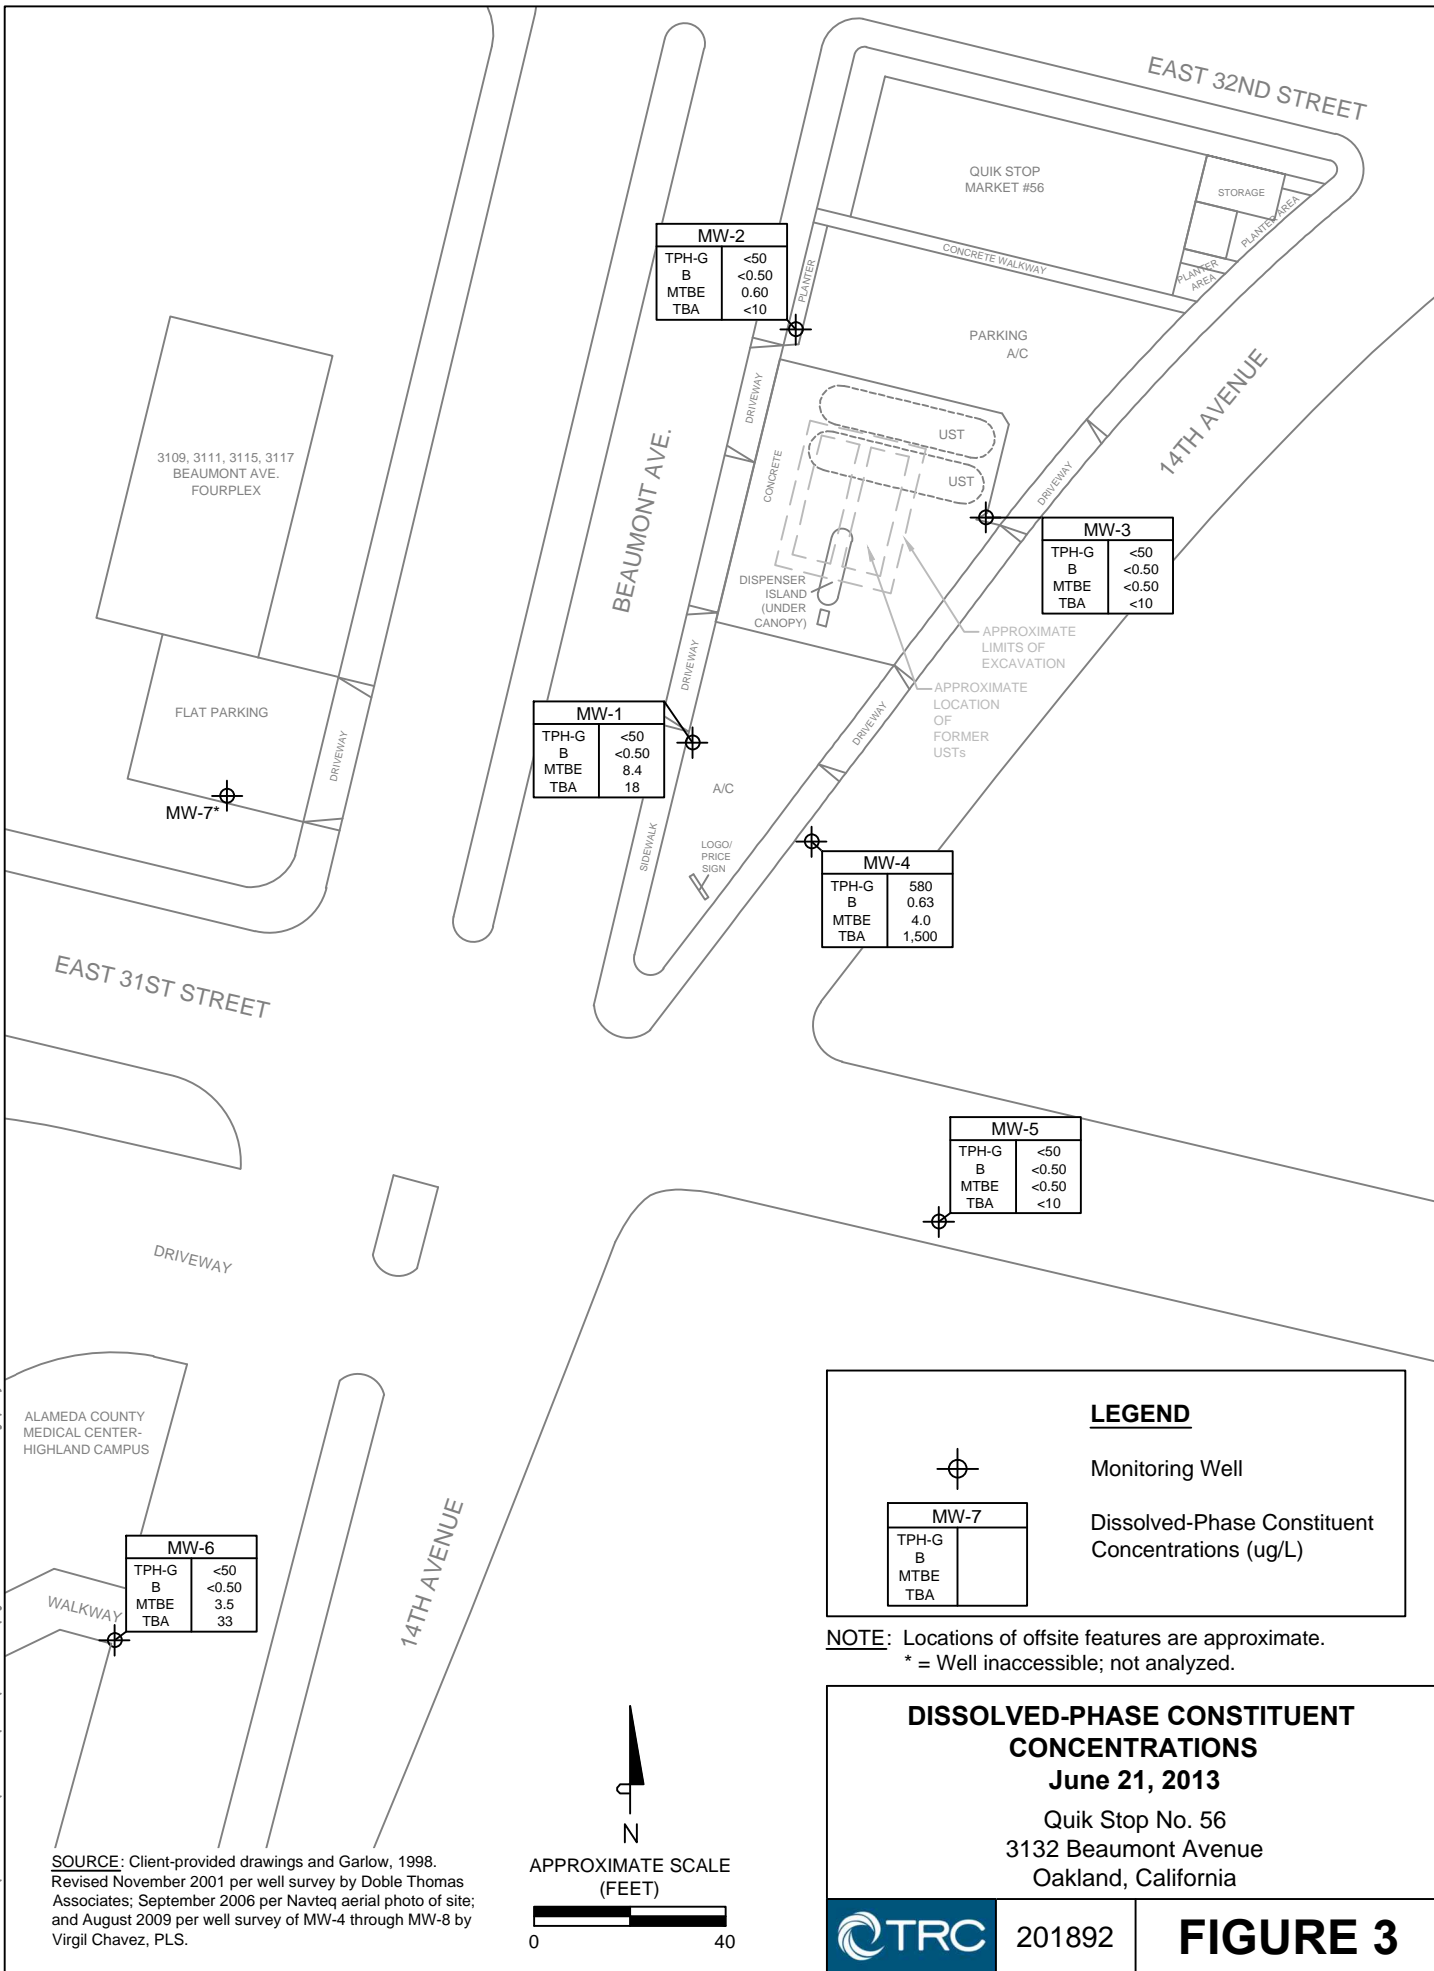 EAST 32ND STREET
QUIK STOP
MARKET #56
STORAGE
PLANTER AREA
PLANTER
AREA
CONCRETE WALKWAY
MW-2
TPH-G <50
B <0.50
MTBE 0.60
TBA <10
PLANTER
PARKING
A/C
14TH AVENUE
DRIVEWAY
UST
UST
CONCRETE
DRIVEWAY
3109, 3111, 3115, 3117
BEAUMONT AVE.
FOURPLEX
BEAUMONT AVE.
MW-3
TPH-G <50
B <0.50
MTBE <0.50
TBA <10
DISPENSER
ISLAND
(UNDER
CANOPY)
APPROXIMATE
LIMITS OF
EXCAVATION
APPROXIMATE
LOCATION
OF
FORMER
USTs
DRIVEWAY
DRIVEWAY
FLAT PARKING
DRIVEWAY
MW-1
TPH-G <50
B <0.50
MTBE 8.4
TBA 18
A/C
MW-7*
SIDEWALK
LOGO/
PRICE
SIGN
MW-4
TPH-G 580
B 0.63
MTBE 4.0
TBA 1,500
EAST 31ST STREET
MW-5
TPH-G <50
B <0.50
MTBE <0.50
TBA <10
DRIVEWAY
ALAMEDA COUNTY
MEDICAL CENTER-
HIGHLAND CAMPUS
14TH AVENUE
MW-6
TPH-G <50
B <0.50
MTBE 3.5
TBA 33
WALKWAY
LEGEND
Monitoring Well
MW-7
TPH-G
B
MTBE
TBA
Dissolved-Phase Constituent
Concentrations (ug/L)
NOTE: Locations of offsite features are approximate.
* = Well inaccessible; not analyzed.
N
APPROXIMATE SCALE
(FEET)
0 40
SOURCE: Client-provided drawings and Garlow, 1998.
Revised November 2001 per well survey by Doble Thomas
Associates; September 2006 per Navteq aerial photo of site;
and August 2009 per well survey of MW-4 through MW-8 by
Virgil Chavez, PLS.
DISSOLVED-PHASE CONSTITUENT
CONCENTRATIONS
June 21, 2013
Quik Stop No. 56
3132 Beaumont Avenue
Oakland, California
TRC
201892
FIGURE 3